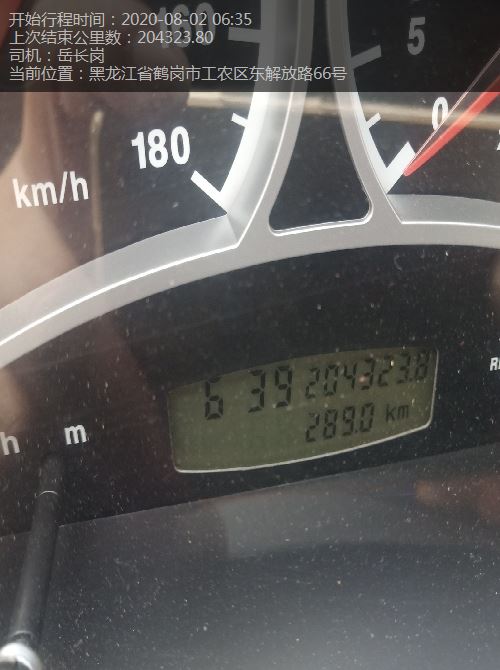 开始行程时间：2020-08-02 06:35
上次结束公里数：204323.80
司机：岳长岗
当前位置：黑龙江省鹤岗市工农区东解放路66号
5
0
180
km/h
6 39 204323.8
289.0 km
h m